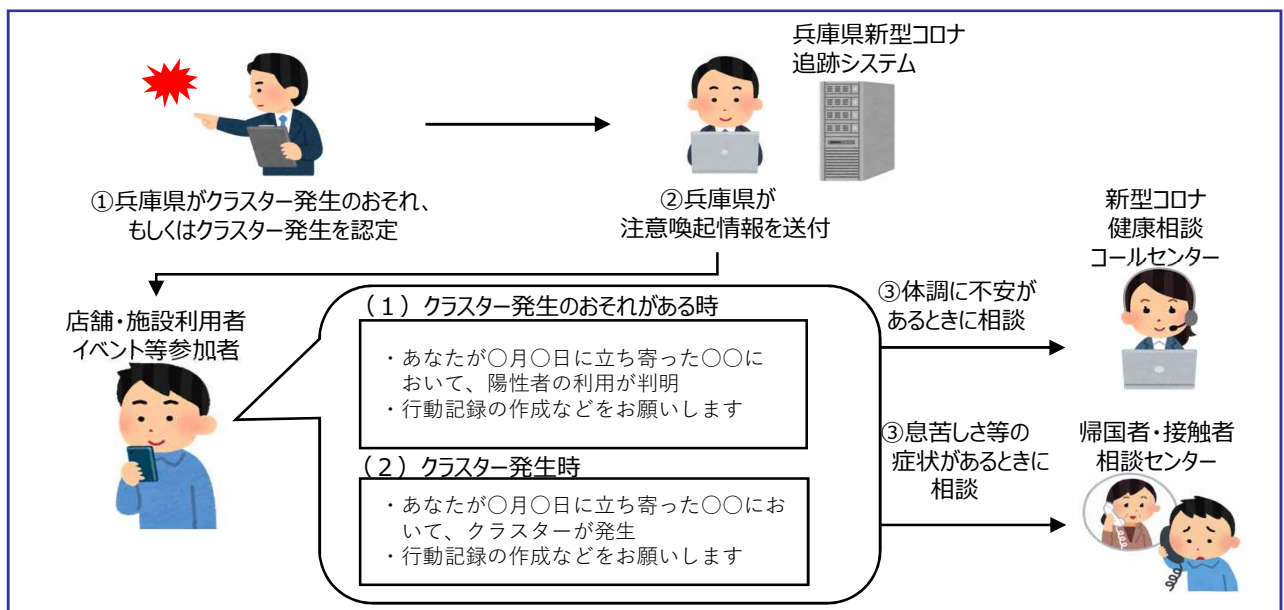 兵庫県新型コロナ
追跡システム
①兵庫県がクラスター発生のおそれ、
もしくはクラスター発生を認定
②兵庫県が
注意喚起情報を送付
新型コロナ
健康相談
コールセンター
店舗・施設利用者
イベント等参加者
（１）クラスター発生のおそれがある時
・あなたが○月○日に立ち寄った○○に
おいて、陽性者の利用が判明
・行動記録の作成などをお願いします
（２）クラスター発生時
・あなたが○月○日に立ち寄った○○にお
いて、クラスターが発生
・行動記録の作成などをお願いします
③体調に不安が
あるときに相談
③息苦しさ等の
症状があるときに
相談
帰国者・接触者
相談センター